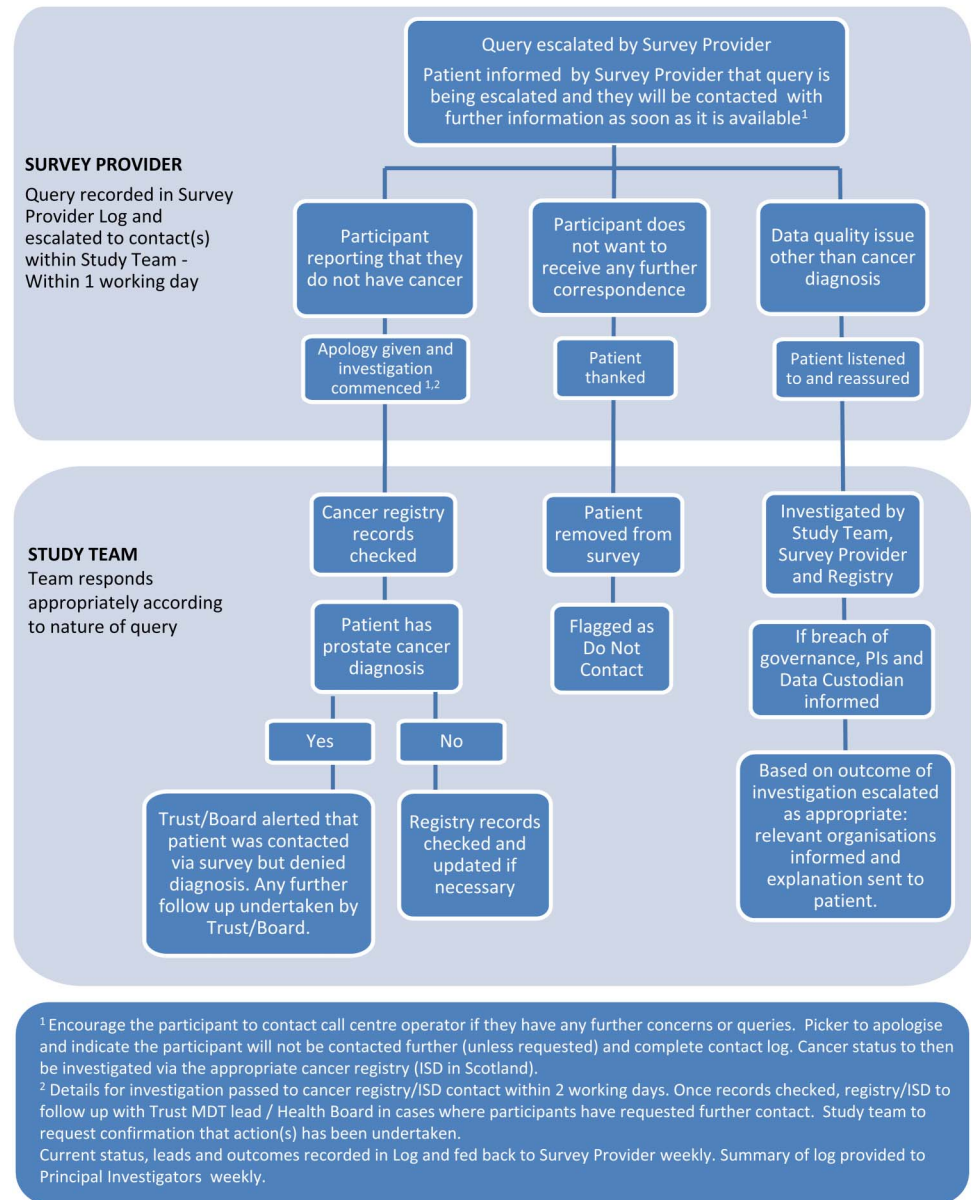 Query escalated by Survey Provider
Patient informed by Survey Provider that query is
being escalated and they will be contacted with
further information as soon as it is available¹
SURVEY PROVIDER
Query recorded in Survey
Provider Log and
escalated to contact(s)
within Study Team -
Within 1 working day
Participant
reporting that they
do not have cancer
Participant does
not want to
receive any further
correspondence
Data quality issue
other than cancer
diagnosis
Apology given and
investigation
commenced ¹,²
Patient
thanked
Patient listened
to and reassured
STUDY TEAM
Team responds
appropriately according
to nature of query
Cancer registry
records
checked
Patient
removed from
survey
Investigated by
Study Team,
Survey Provider
and Registry
Patient has
prostate cancer
diagnosis
Flagged as
Do Not
Contact
If breach of
governance, PIs and
Data Custodian
informed
Yes
No
Trust/Board alerted that
patient was contacted
via survey but denied
diagnosis. Any further
follow up undertaken by
Trust/Board.
Registry records
checked and
updated if
necessary
Based on outcome of
investigation escalated
as appropriate:
relevant organisations
informed and
explanation sent to
patient.
¹ Encourage the participant to contact call centre operator if they have any further concerns or queries. Picker to apologise
and indicate the participant will not be contacted further (unless requested) and complete contact log. Cancer status to then
be investigated via the appropriate cancer registry (ISD in Scotland).
² Details for investigation passed to cancer registry/ISD contact within 2 working days. Once records checked, registry/ISD to
follow up with Trust MDT lead / Health Board in cases where participants have requested further contact. Study team to
request confirmation that action(s) has been undertaken.
Current status, leads and outcomes recorded in Log and fed back to Survey Provider weekly. Summary of log provided to
Principal Investigators weekly.